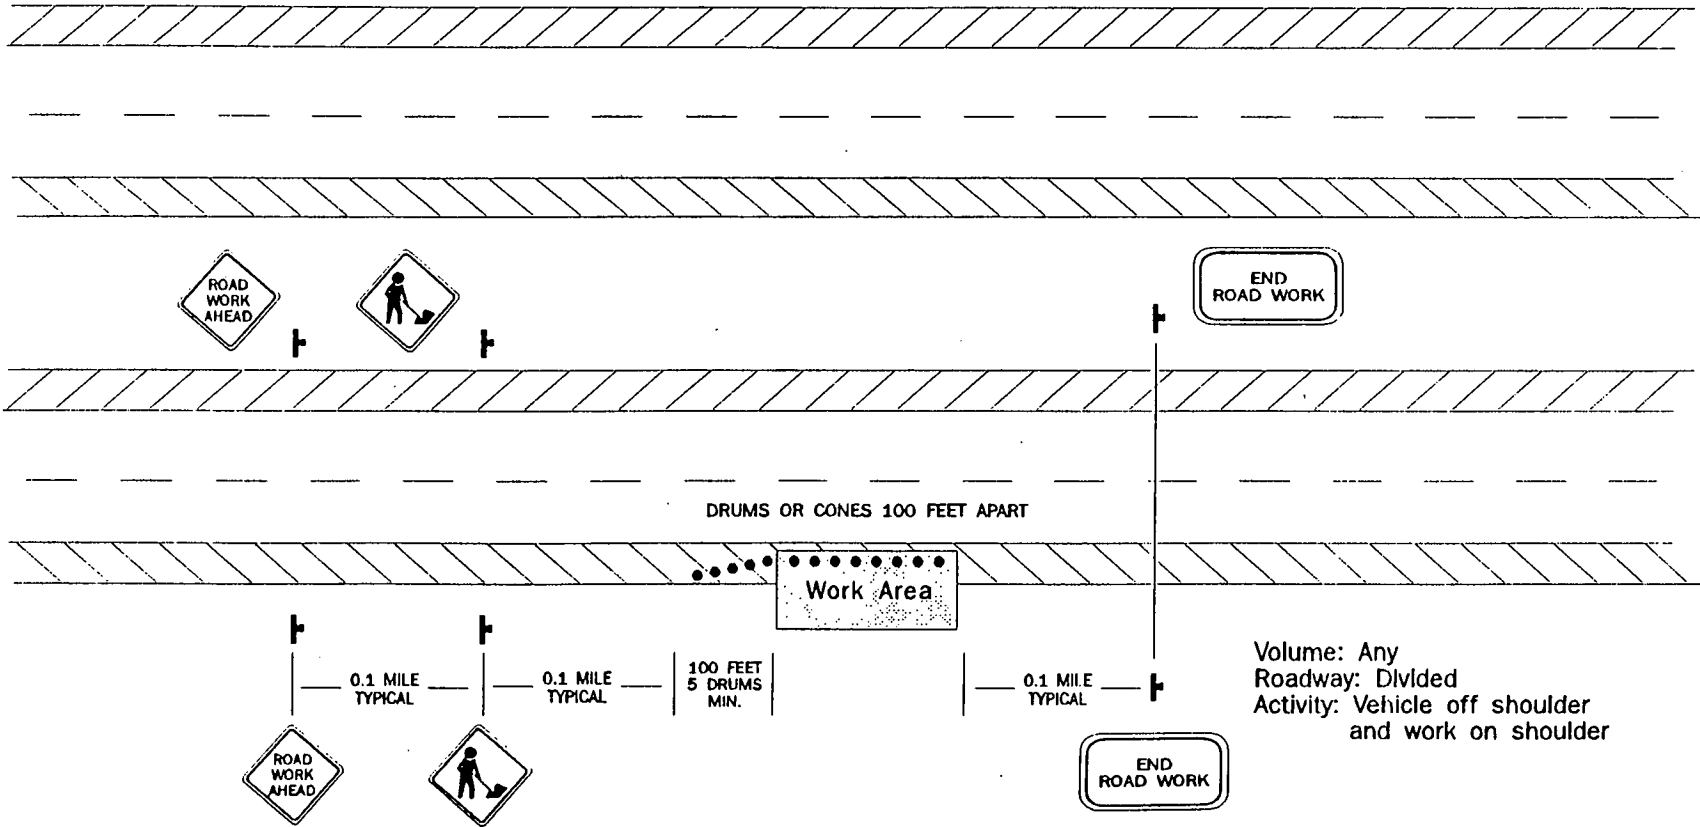 ROAD
WORK
AHEAD
END
ROAD WORK
DRUMS OR CONES 100 FEET APART
Work Area
0.1 MILE
TYPICAL
0.1 MILE
TYPICAL
100 FEET
5 DRUMS
MIN.
0.1 MILE
TYPICAL
Volume: Any
Roadway: Divided
Activity: Vehicle off shoulder
and work on shoulder
ROAD
WORK
AHEAD
END
ROAD WORK